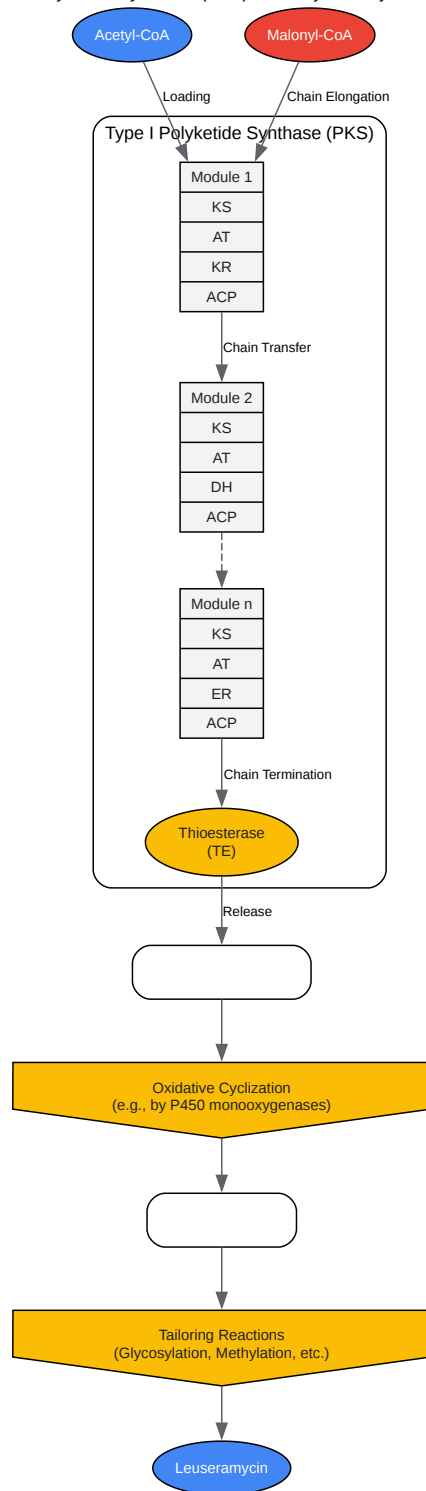 Acetyl-CoA
Malonyl-CoA
Loading
Chain Elongation
Type I Polyketide Synthase (PKS)
Module 1
KS
AT
KR
ACP
Chain Transfer
Module 2
KS
AT
DH
ACP
Module n
KS
AT
ER
ACP
Chain Termination
Thioesterase
(TE)
Release
Oxidative Cyclization
(e.g., by P450 monooxygenases)
Tailoring Reactions
(Glycosylation, Methylation, etc.)
Leuseramycin